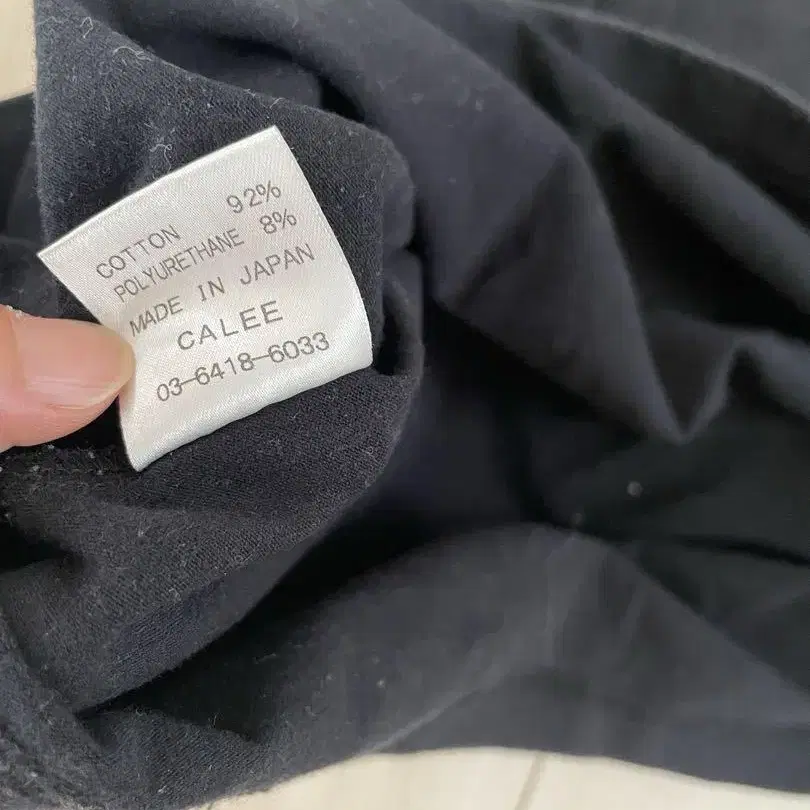 COTTON 92%
POLYURETHANE 8%
MADE IN JAPAN
CALEE
03-6418-6033